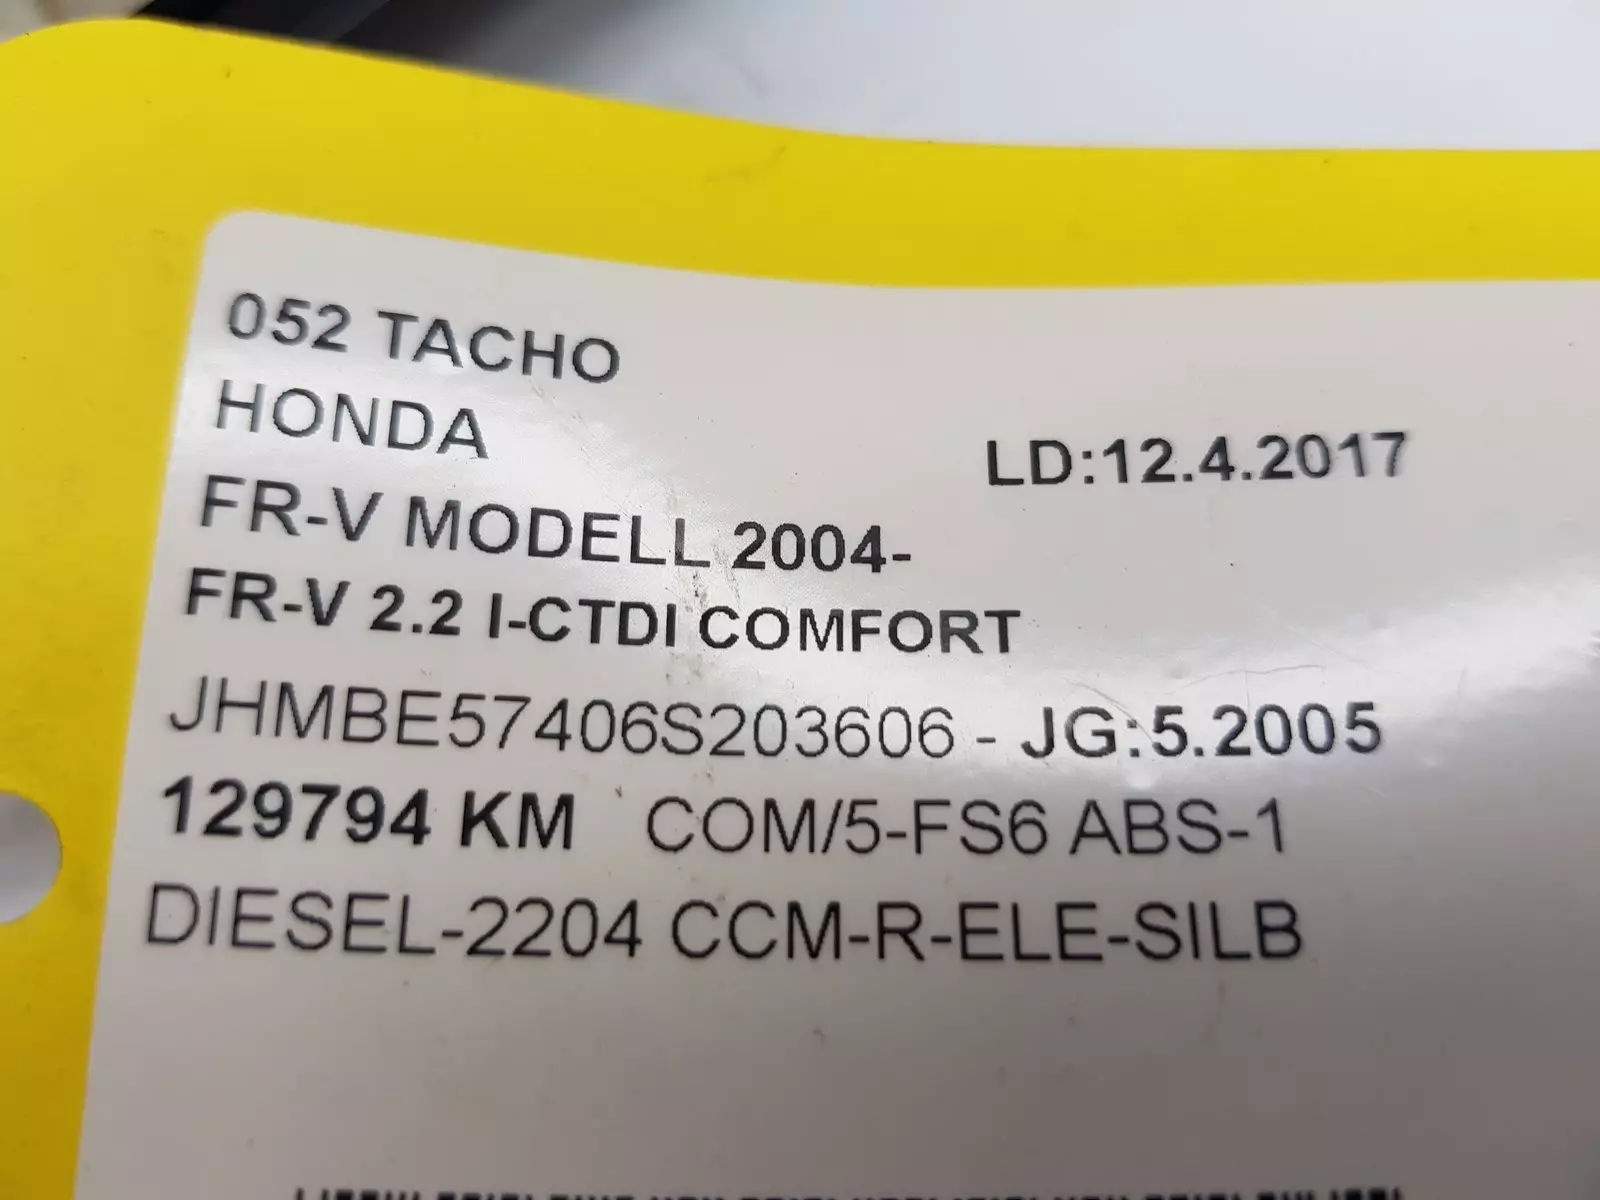 052 TACHO
HONDA
LD:12.4.2017
FR-V MODELL 2004-
FR-V 2.2 I-CTDI COMFORT
JHMBE57406S203606 - JG:5.2005
129794 KM COM/5-FS6 ABS-1
DIESEL-2204 CCM-R-ELE-SILB